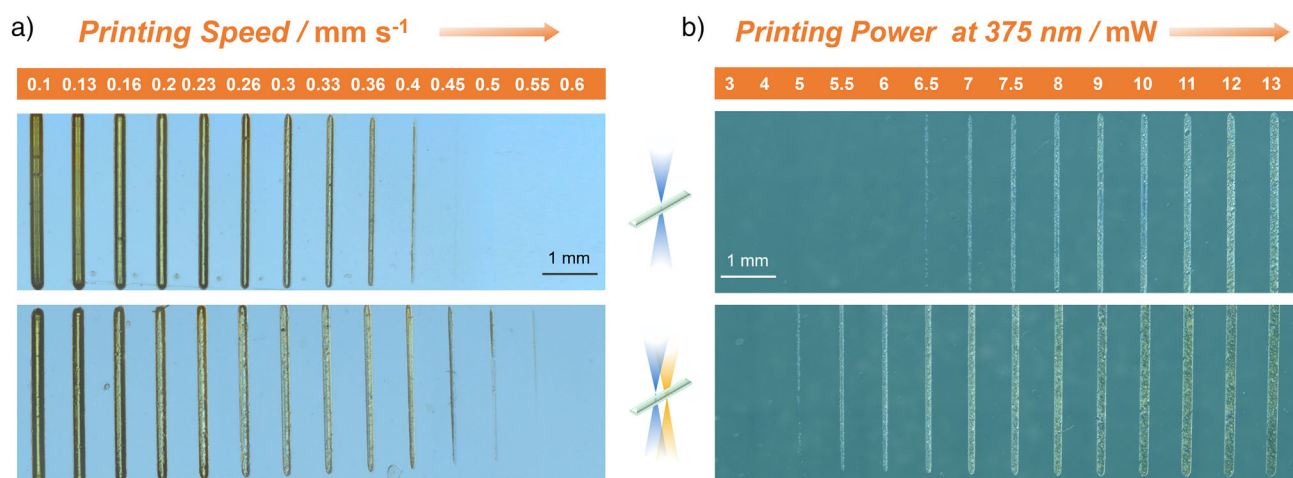 a)
Printing Speed / mm s⁻¹
0.1 0.13 0.16 0.2 0.23 0.26 0.3 0.33 0.36 0.4 0.45 0.5 0.55 0.6
1 mm
b)
Printing Power at 375 nm / mW
3 4 5 5.5 6 6.5 7 7.5 8 9 10 11 12 13
1 mm